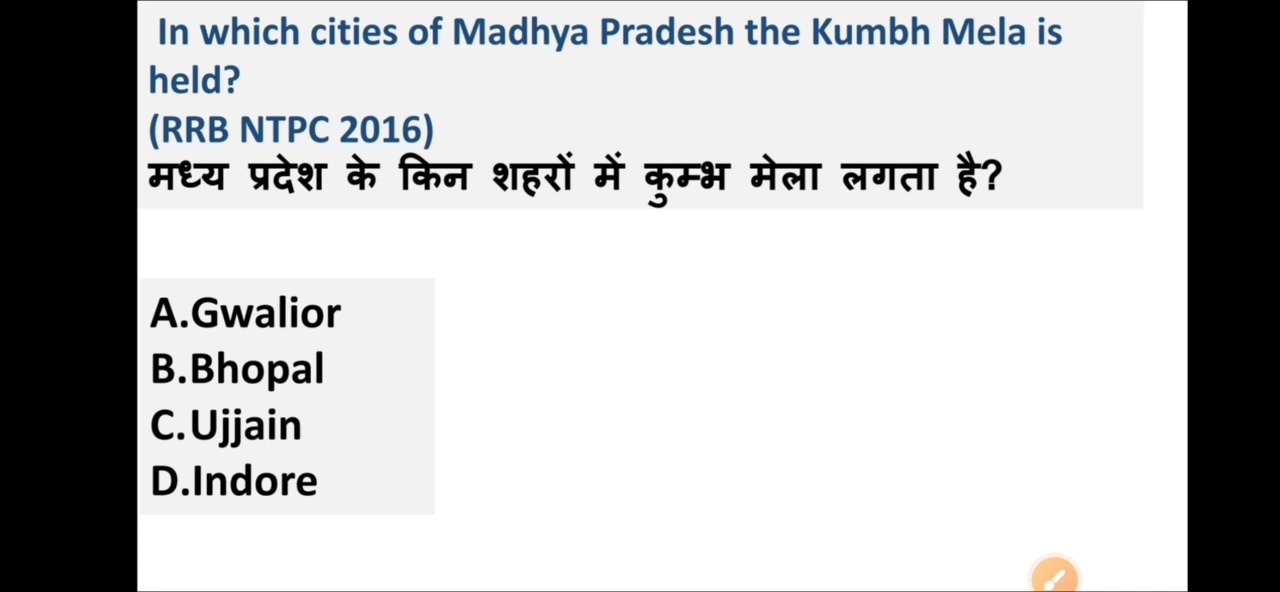 In which cities of Madhya Pradesh the Kumbh Mela is
held?
(RRB NTPC 2016)
मध्य प्रदेश के किन शहरों में कुम्भ मेला लगता है?
A.Gwalior
B.Bhopal
C.Ujjain
D.Indore